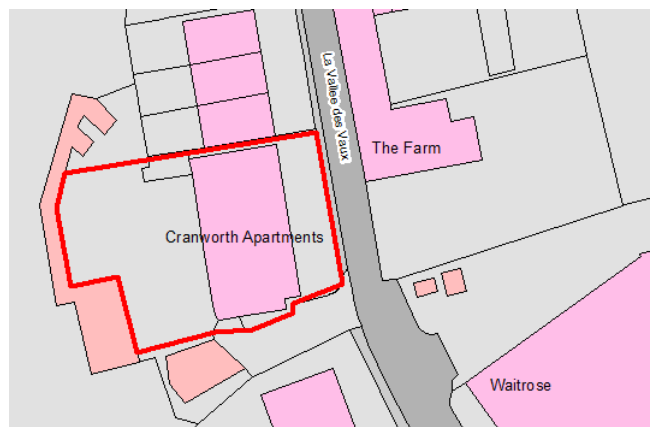 La Vallee des Vaux
The Farm
Cranworth Apartments
Waitrose